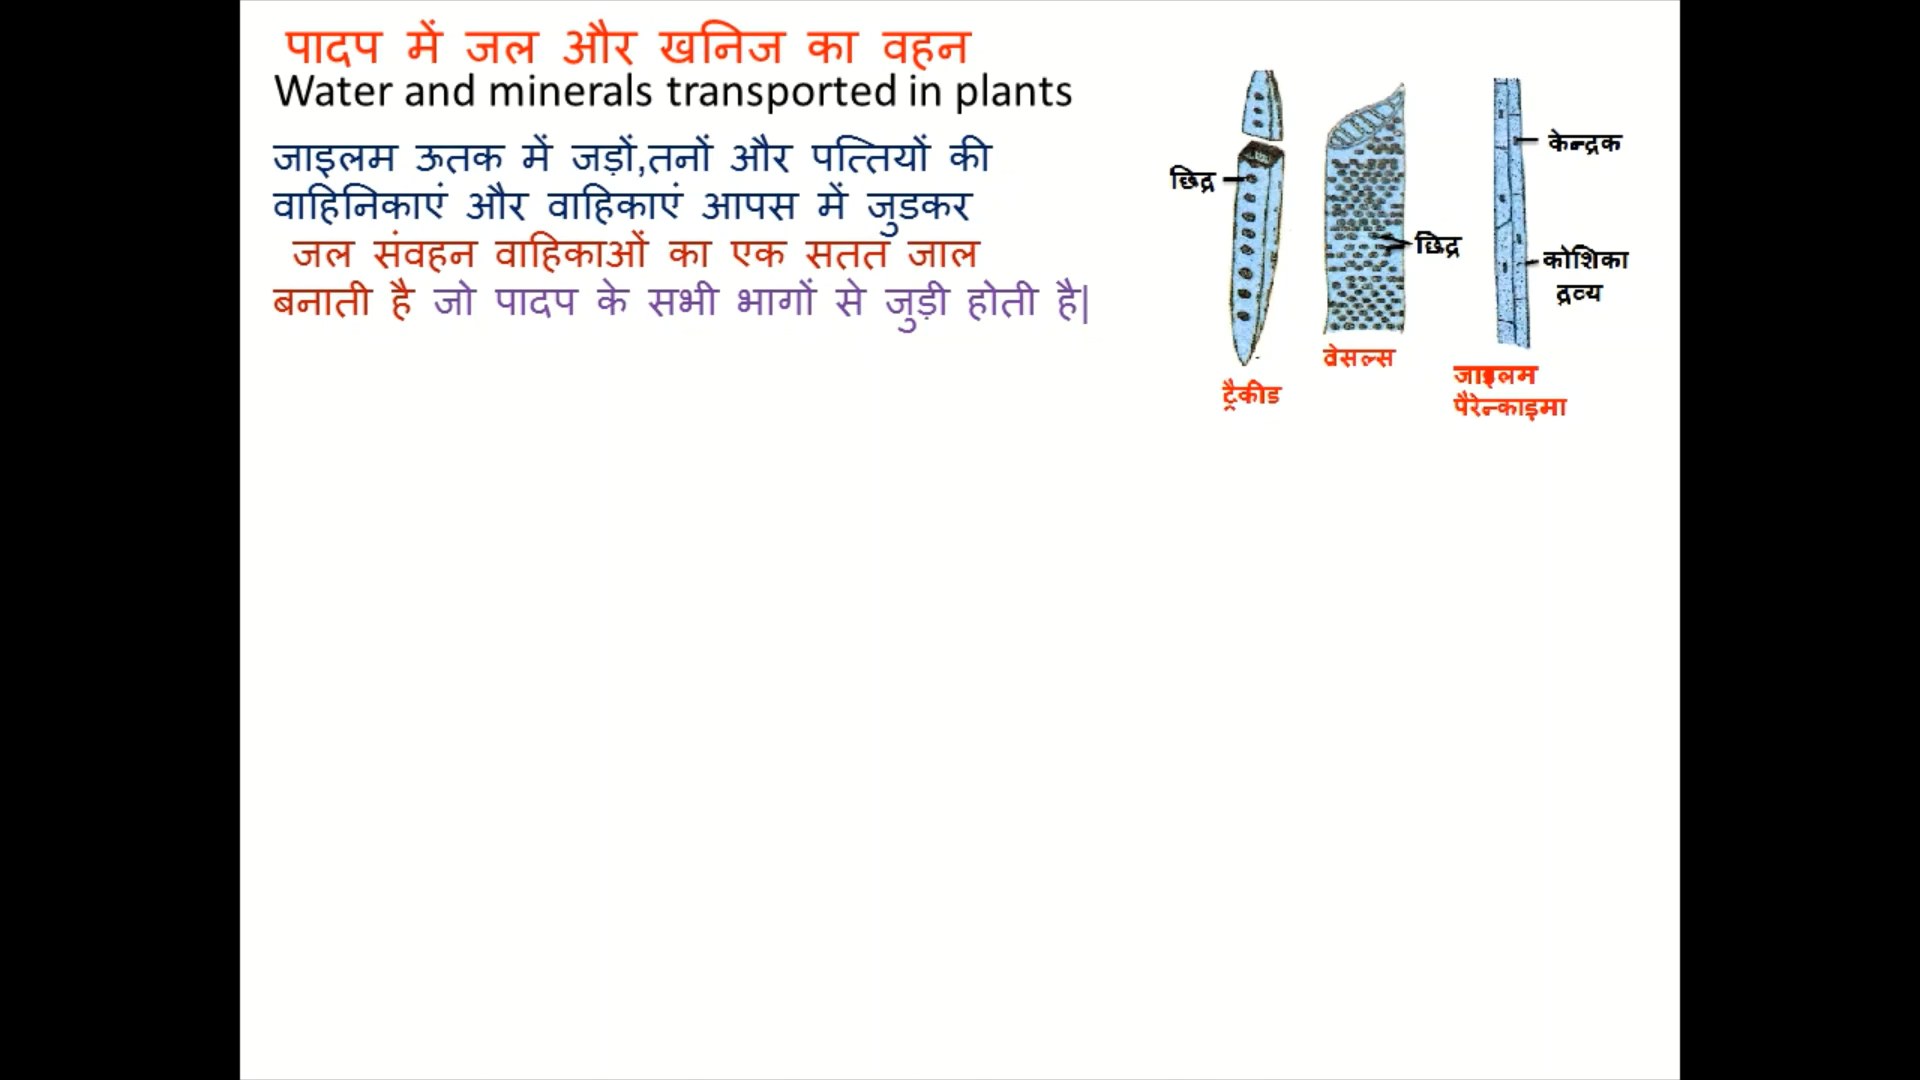 पादप में जल और खनिज का वहन
Water and minerals transported in plants
जाइलम ऊतक में जड़ों,तनों और पत्तियों की
वाहिनिकाएं और वाहिकाएं आपस में जुडकर
जल संवहन वाहिकाओं का एक सतत जाल
बनाती है जो पादप के सभी भागों से जुड़ी होती है|
छिद्र
ट्रैकीड
छिद्र
वेसल्स
केन्द्रक
कोशिका
द्रव्य
जाइलम
पैरेन्काइमा